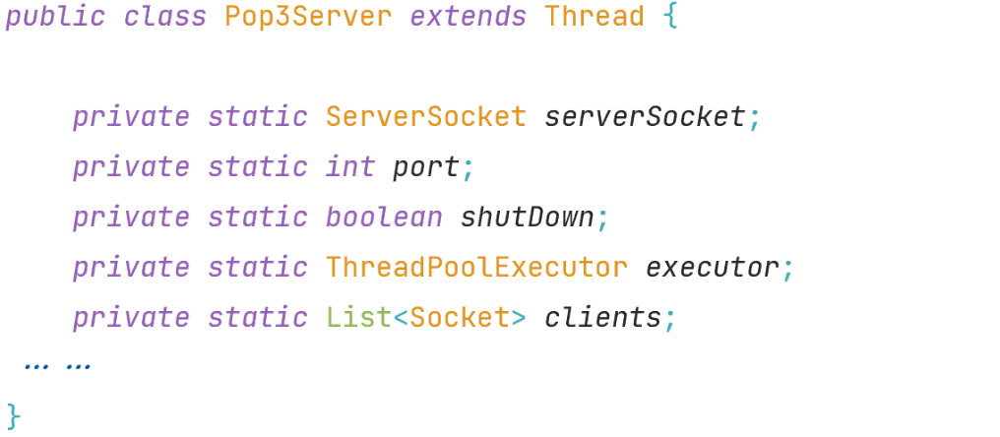 public class Pop3Server extends Thread {
private static ServerSocket serverSocket;
private static int port;
private static boolean shutDown;
private static ThreadPoolExecutor executor;
private static List<Socket> clients;
... ...
}